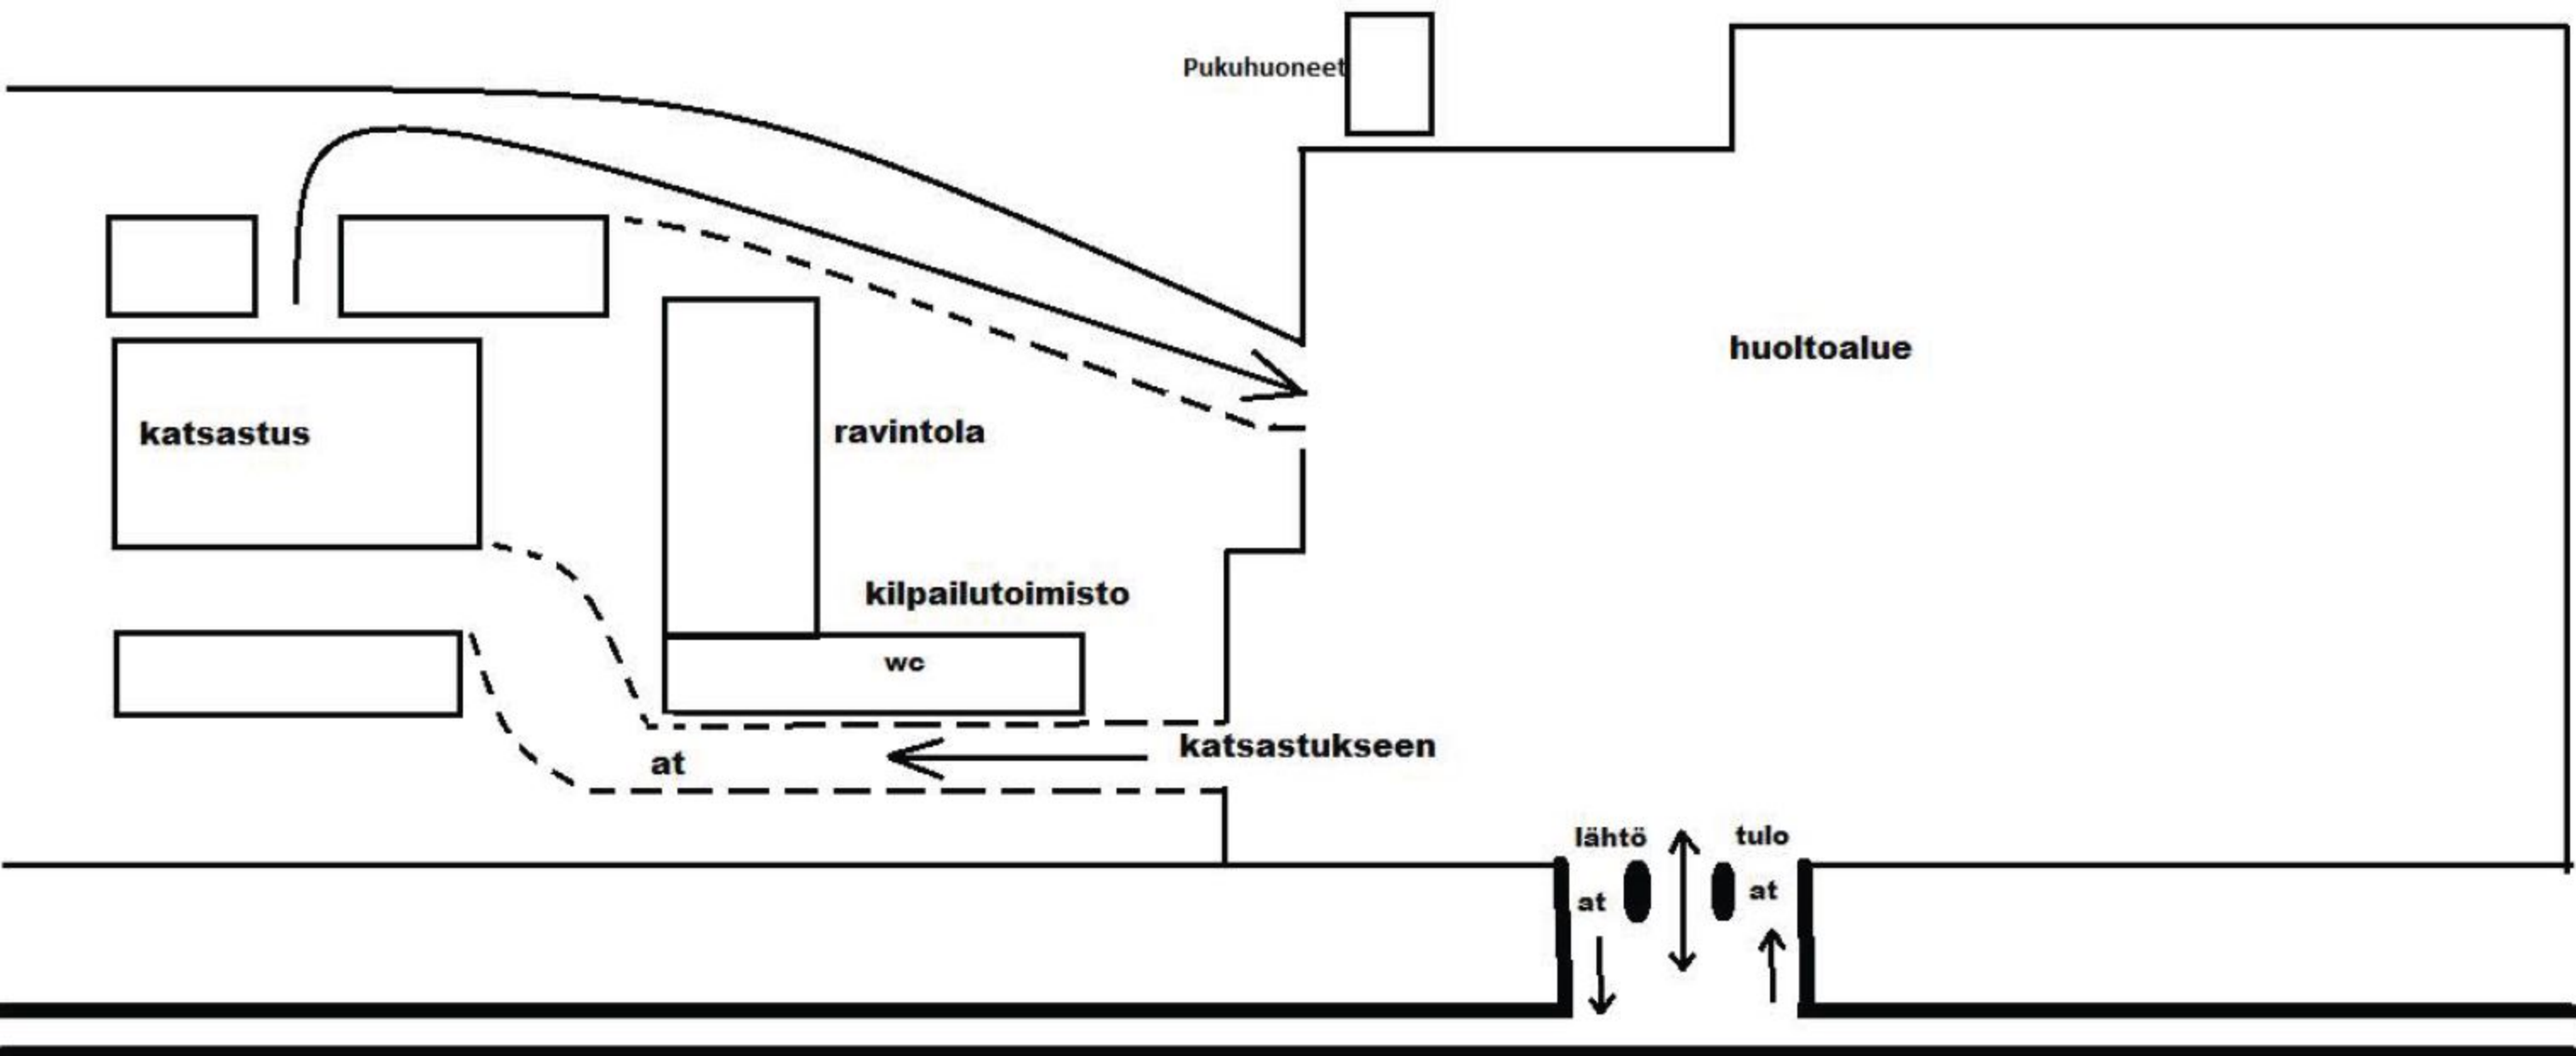 Pukuhuoneet
huoltoalue
katsastus
ravintola
kilpailutoimisto
wc
katsastukseen
at
lähtö
tulo
at
at